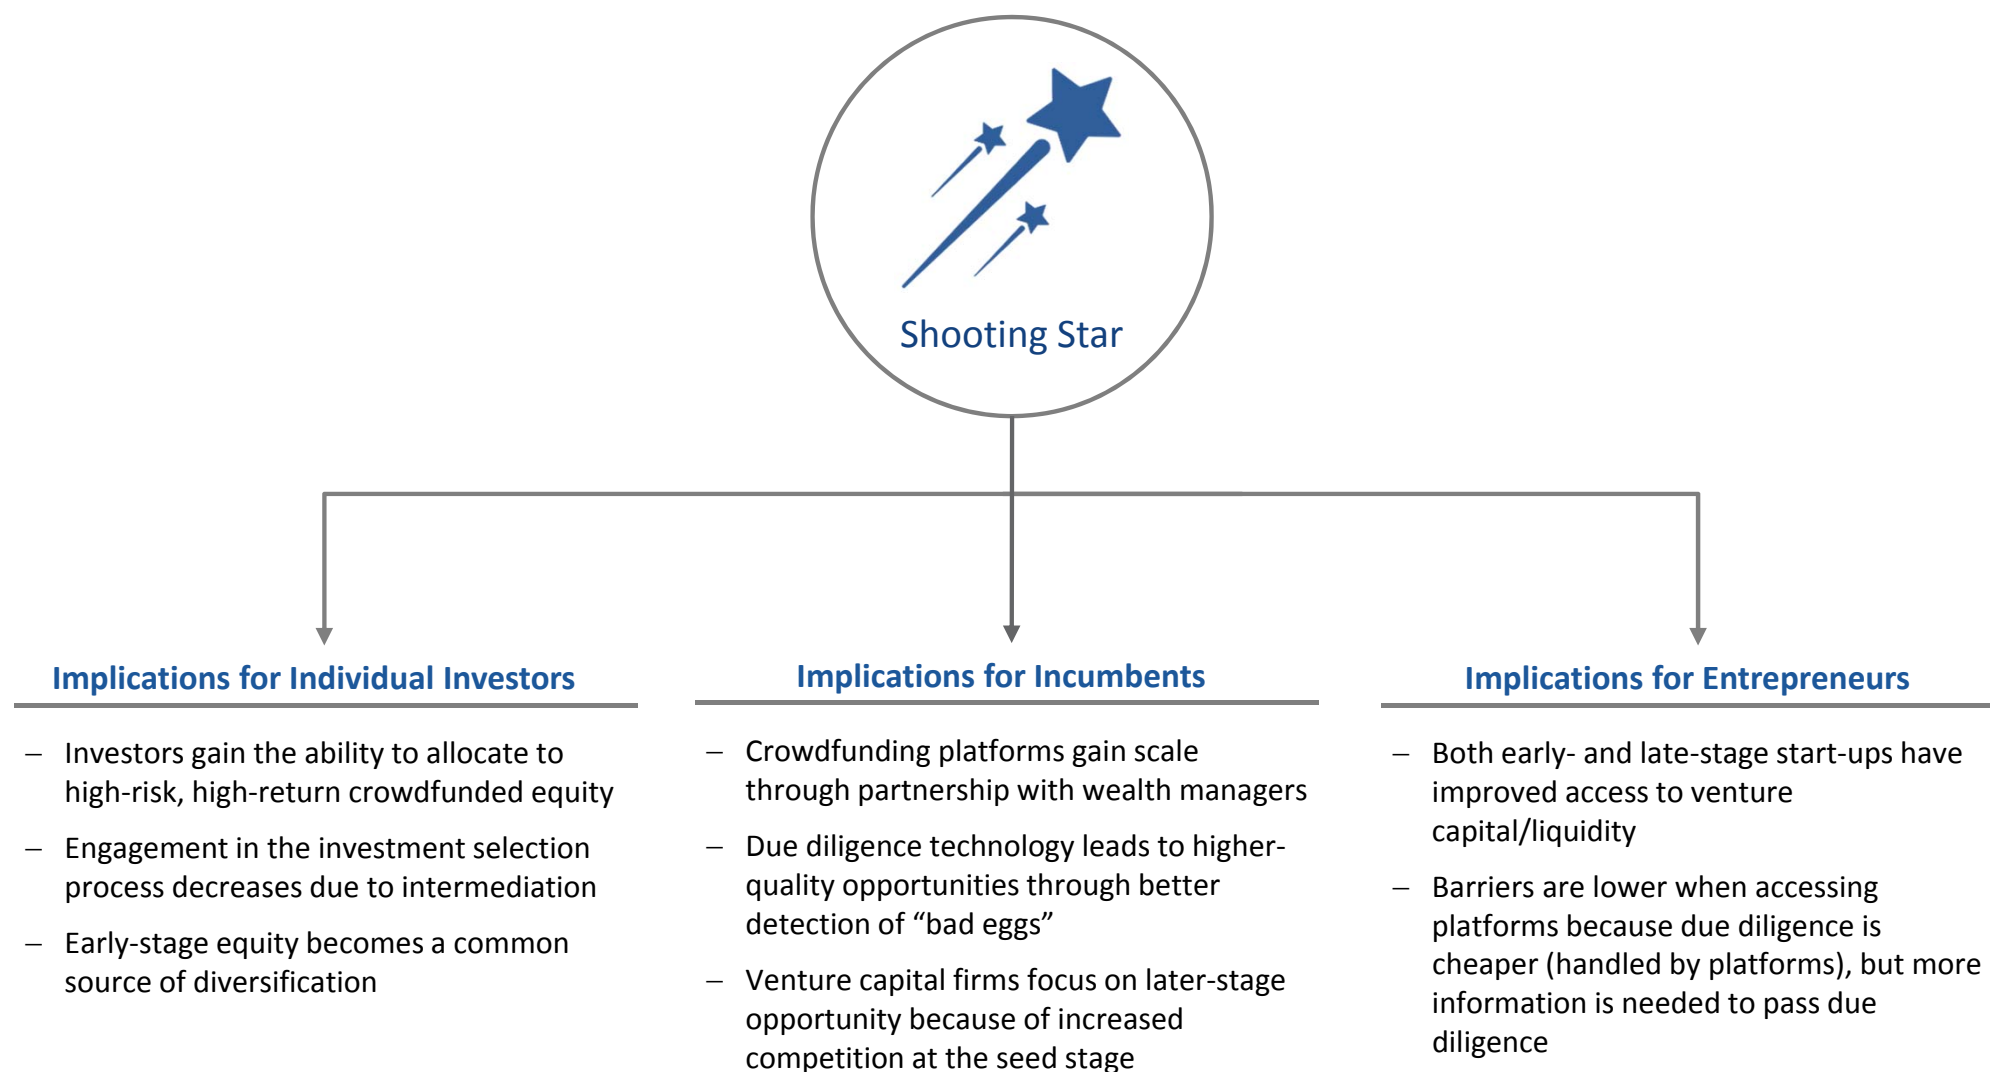 Shooting Star
Implications for Individual Investors
– Investors gain the ability to allocate to
high-risk, high-return crowdfunded equity
– Engagement in the investment selection
process decreases due to intermediation
– Early-stage equity becomes a common
source of diversification
Implications for Incumbents
– Crowdfunding platforms gain scale
through partnership with wealth managers
– Due diligence technology leads to higher-
quality opportunities through better
detection of “bad eggs”
– Venture capital firms focus on later-stage
opportunity because of increased
competition at the seed stage
Implications for Entrepreneurs
– Both early- and late-stage start-ups have
improved access to venture
capital/liquidity
– Barriers are lower when accessing
platforms because due diligence is
cheaper (handled by platforms), but more
information is needed to pass due
diligence